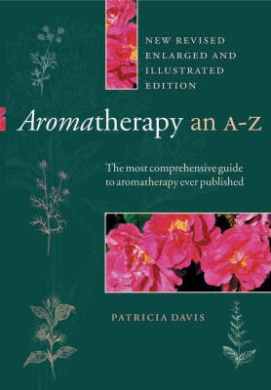 NEW REVISED
ENLARGED AND
ILLUSTRATED
EDITION
Aromatherapy an A-Z
The most comprehensive guide
to aromatherapy ever published
PATRICIA DAVIS